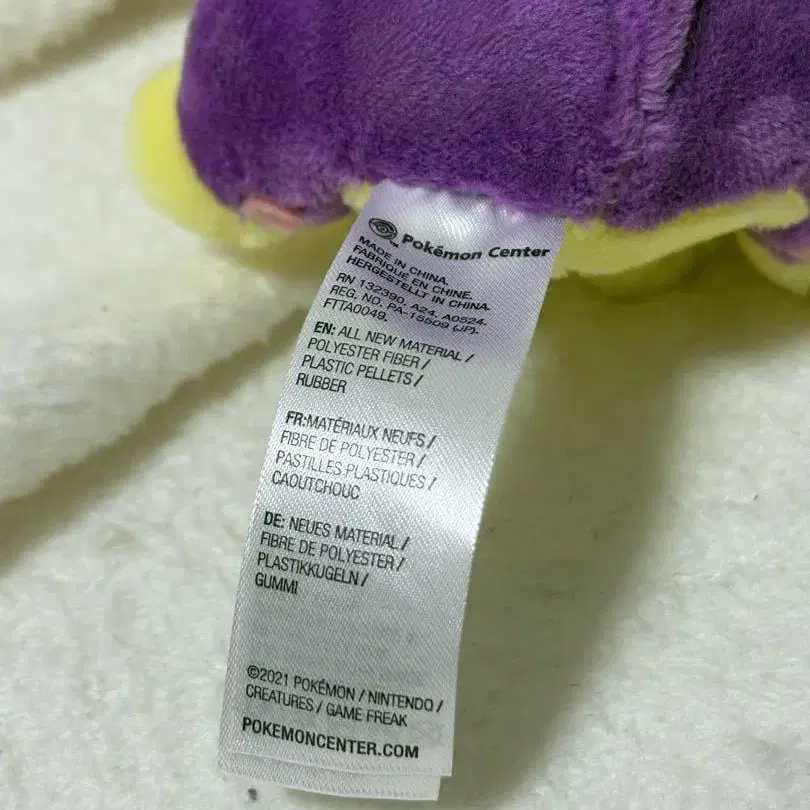 Pokémon Center
MADE IN CHINA.
FABRIQUÉ EN CHINE.
HERGESTELLT IN CHINA.
RN 132390. A24. A0524.
REG. NO. PA-15509 (JP).
FTTA0049.
EN: ALL NEW MATERIAL /
POLYESTER FIBER /
PLASTIC PELLETS /
RUBBER
FR:MATÉRIAUX NEUFS /
FIBRE DE POLYESTER /
PASTILLES PLASTIQUES /
CAOUTCHOUC
DE: NEUES MATERIAL /
FIBRE DE POLYESTER /
PLASTIKKUGELN /
GUMMI
©2021 POKÉMON / NINTENDO /
CREATURES / GAME FREAK
POKEMONCENTER.COM